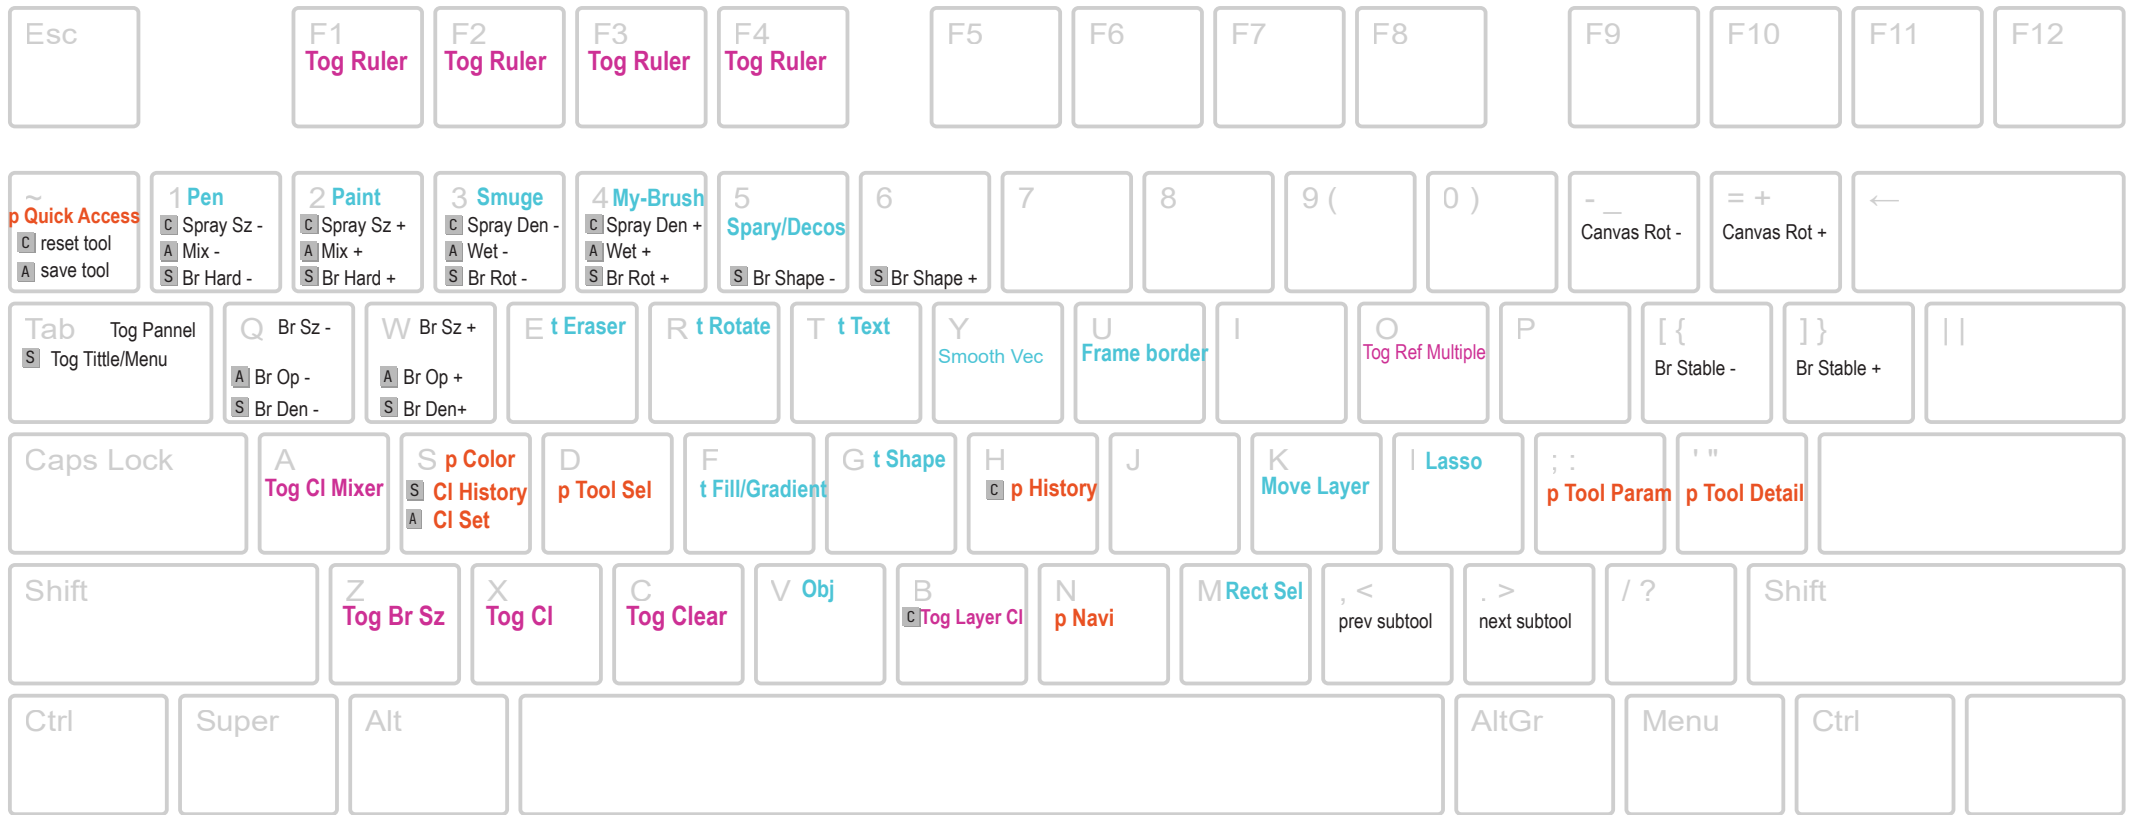 Esc F1 F2 F3 F4 F5 F6 F7 F8 F9 F10 F11 F12
Tog Ruler Tog Ruler Tog Ruler Tog Ruler
~ 1 Pen 2 Paint 3 Smuge 4 My-Brush 5 6 7 8 9 ( 0 ) - _ = + ←
p Quick Access C Spray Sz - C Spray Sz + C Spray Den - C Spray Den + Spary/Decos Canvas Rot - Canvas Rot +
C reset tool A Mix - A Mix + A Wet - A Wet +
A save tool S Br Hard - S Br Hard + S Br Rot - S Br Rot + S Br Shape - S Br Shape +
Tab Tog Pannel Q Br Sz - W Br Sz + E t Eraser R t Rotate T t Text Y U I O P [ { ] } | |
S Tog Tittle/Menu Smooth Vec Frame border Tog Ref Multiple
A Br Op - A Br Op + Br Stable - Br Stable +
S Br Den - S Br Den+
Caps Lock A S p Color D F G t Shape H J K l Lasso ; : ' "
Tog Cl Mixer S Cl History p Tool Sel t Fill/Gradient C p History Move Layer p Tool Param p Tool Detail
A Cl Set
Shift Z X C V Obj B N M Rect Sel , < . > / ? Shift
Tog Br Sz Tog Cl Tog Clear C Tog Layer Cl p Navi prev subtool next subtool
Ctrl Super Alt AltGr Menu Ctrl